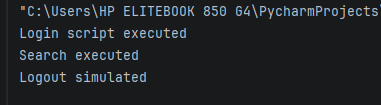 "C:\Users\HP ELITEBOOK 850 G4\PycharmProjects\
Login script executed
Search executed
Logout simulated